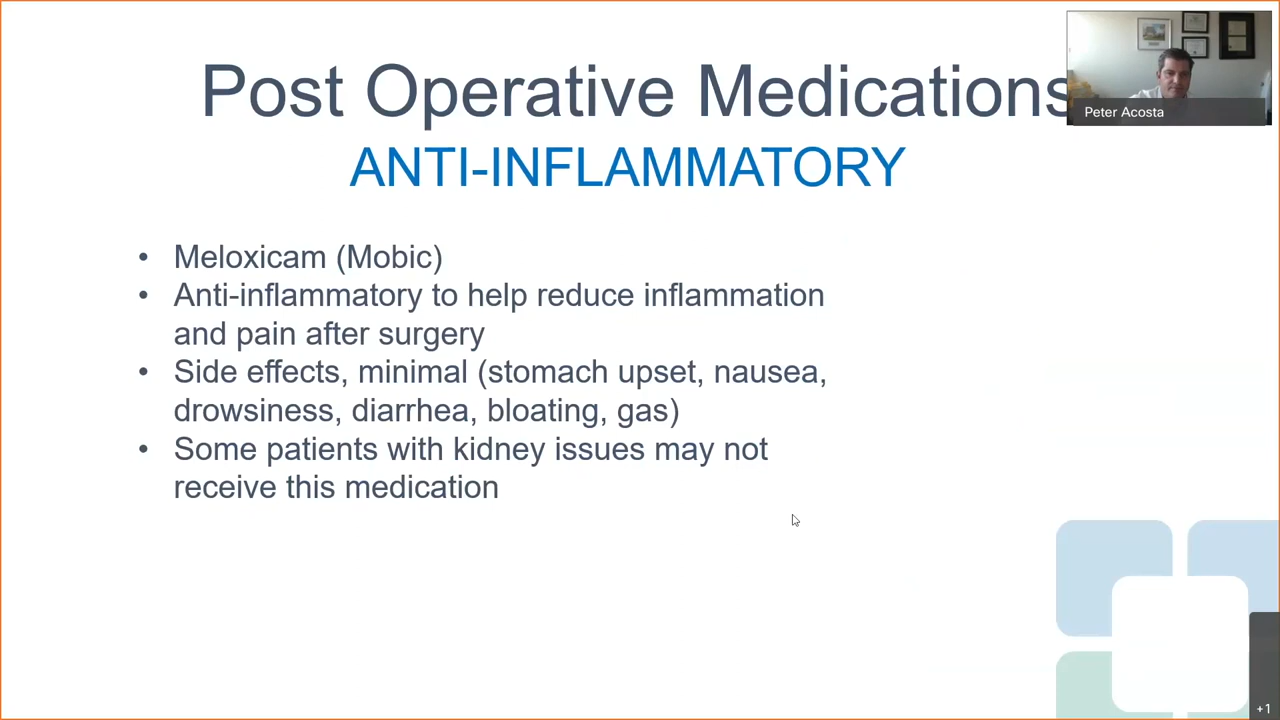 Post Operative Medications
ANTI-INFLAMMATORY
Peter Acosta
• Meloxicam (Mobic)
• Anti-inflammatory to help reduce inflammation
and pain after surgery
• Side effects, minimal (stomach upset, nausea,
drowsiness, diarrhea, bloating, gas)
• Some patients with kidney issues may not
receive this medication
+1